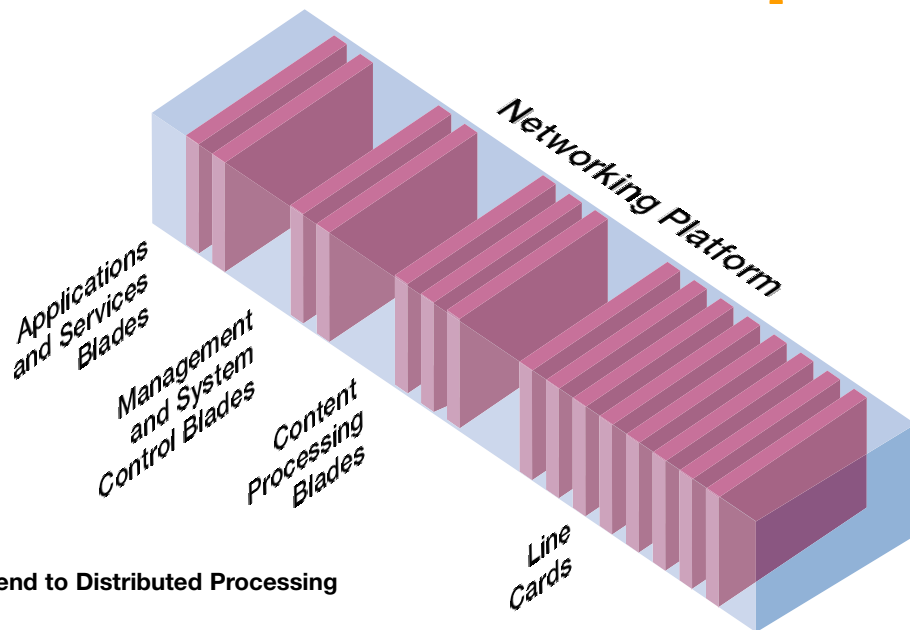 Networking Platform
Applications
and Services
Blades
Management
and System
Control Blades
Content
Processing
Blades
Line
Cards
to Distributed Processing